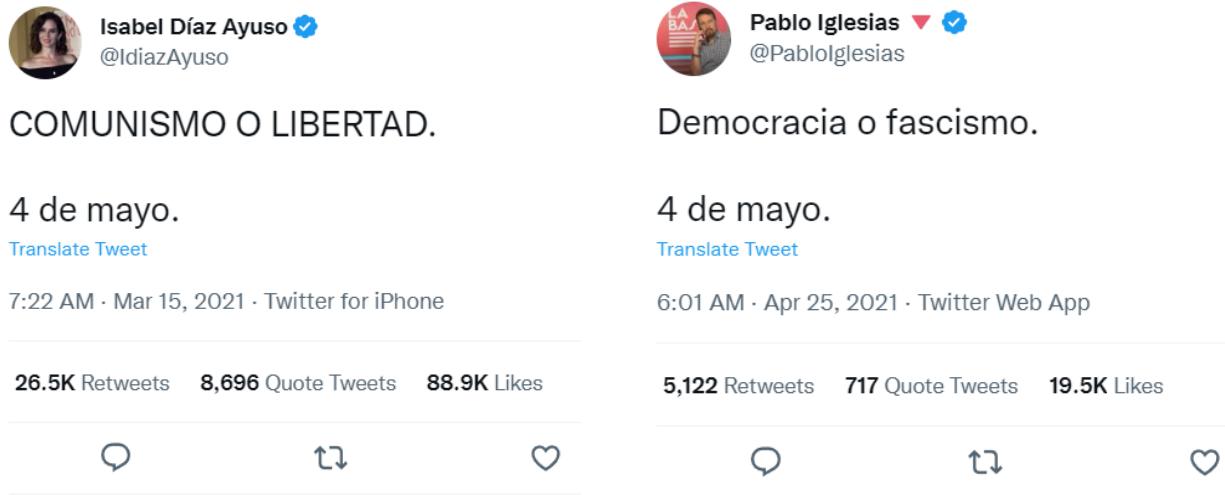 Isabel Díaz Ayuso
@IdiazAyuso
COMUNISMO O LIBERTAD.
4 de mayo.
Translate Tweet
7:22 AM · Mar 15, 2021 · Twitter for iPhone
26.5K Retweets 8,696 Quote Tweets 88.9K Likes
LA
BA
Pablo Iglesias
@PabloIglesias
Democracia o fascismo.
4 de mayo.
Translate Tweet
6:01 AM · Apr 25, 2021 · Twitter Web App
5,122 Retweets 717 Quote Tweets 19.5K Likes